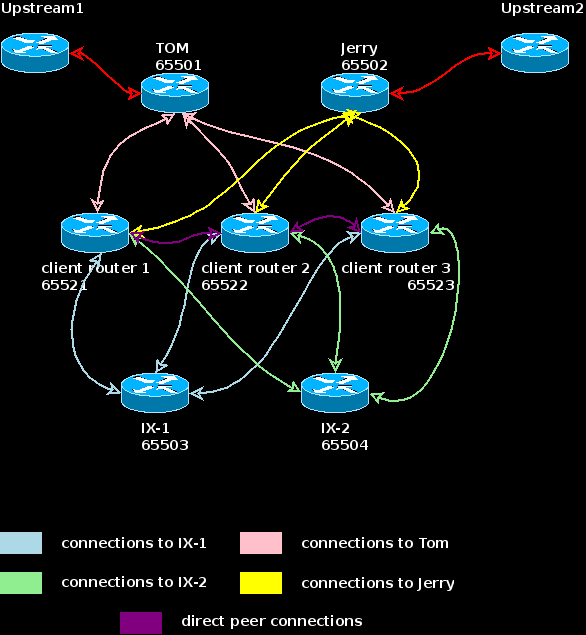 Upstream1
Upstream2
TOM
65501
Jerry
65502
client router 1
65521
client router 2
65522
client router 3
65523
IX-1
65503
IX-2
65504
connections to IX-1
connections to Tom
connections to IX-2
connections to Jerry
direct peer connections